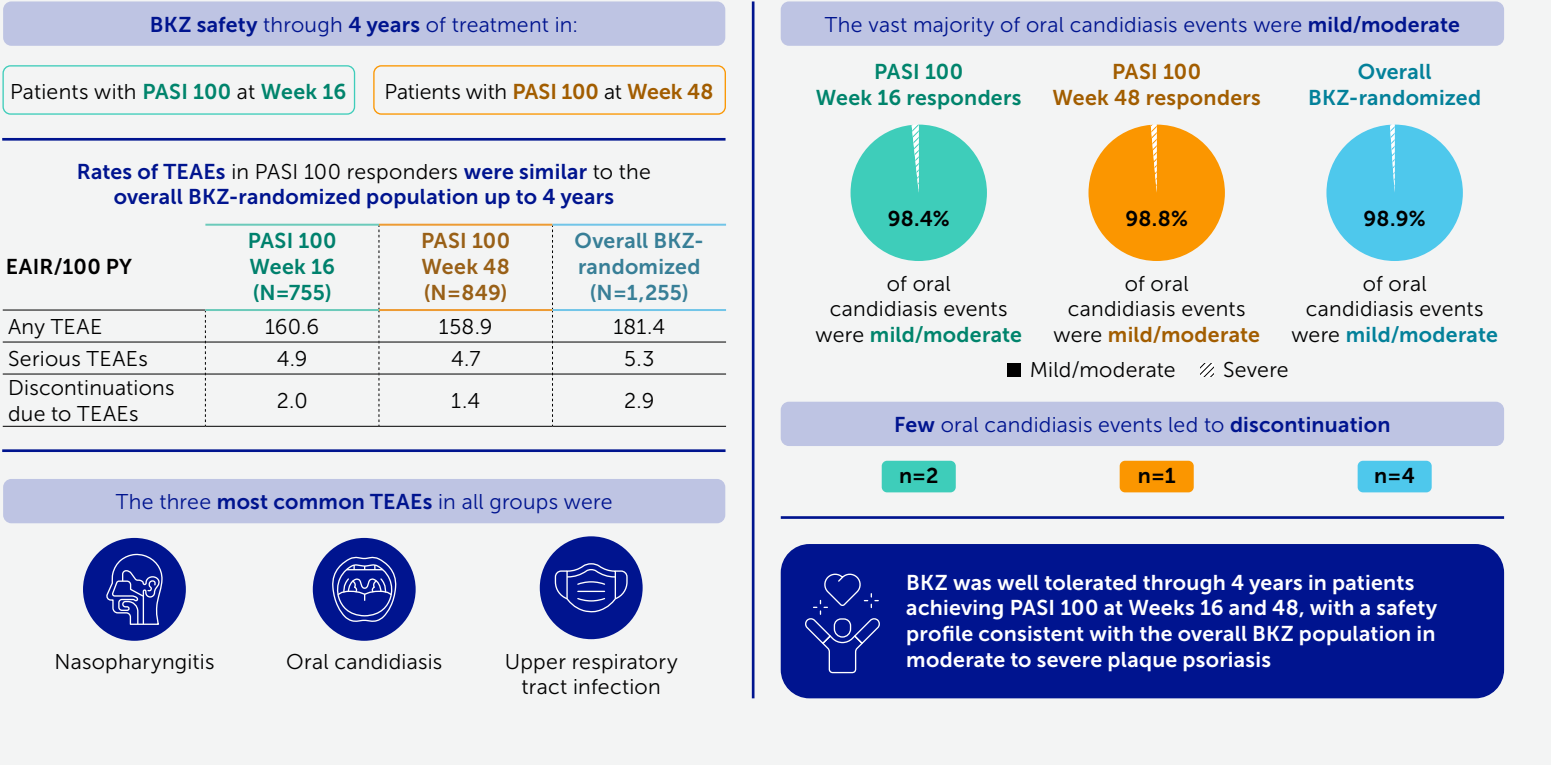 BKZ safety through 4 years of treatment in:
Patients with PASI 100 at Week 16
Patients with PASI 100 at Week 48
Rates of TEAEs in PASI 100 responders were similar to the
overall BKZ-randomized population up to 4 years
EAIR/100 PY
PASI 100
Week 16
(N=755)
PASI 100
Week 48
(N=849)
Overall BKZ-
randomized
(N=1,255)
Any TEAE 160.6 158.9 181.4
Serious TEAEs 4.9 4.7 5.3
Discontinuations
due to TEAEs 2.0 1.4 2.9
The three most common TEAEs in all groups were
Nasopharyngitis
Oral candidiasis
Upper respiratory
tract infection
The vast majority of oral candidiasis events were mild/moderate
PASI 100
Week 16 responders
98.4%
of oral
candidiasis events
were mild/moderate
PASI 100
Week 48 responders
98.8%
of oral
candidiasis events
were mild/moderate
Overall
BKZ-randomized
98.9%
of oral
candidiasis events
were mild/moderate
Mild/moderate Severe
Few oral candidiasis events led to discontinuation
n=2
n=1
n=4
BKZ was well tolerated through 4 years in patients
achieving PASI 100 at Weeks 16 and 48, with a safety
profile consistent with the overall BKZ population in
moderate to severe plaque psoriasis